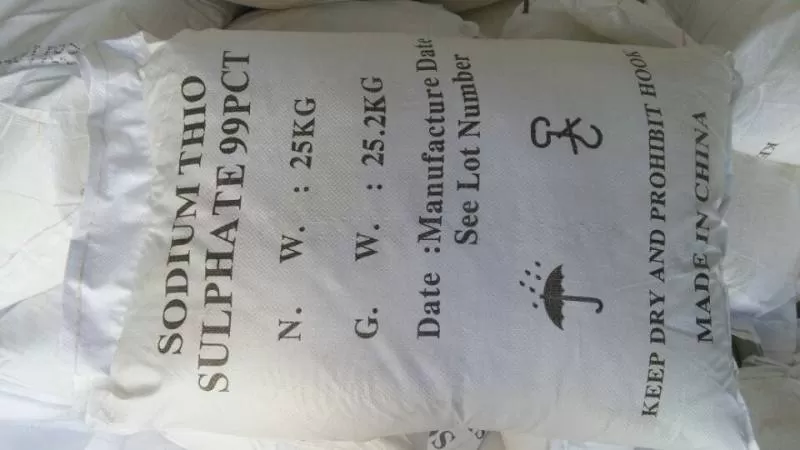 SODIUM THIO
SULPHATE 99PCT
N. W. : 25KG
G. W. : 25.2KG
Date :Manufacture Date
See Lot Number
KEEP DRY AND PROHIBIT HOOK
MADE IN CHINA